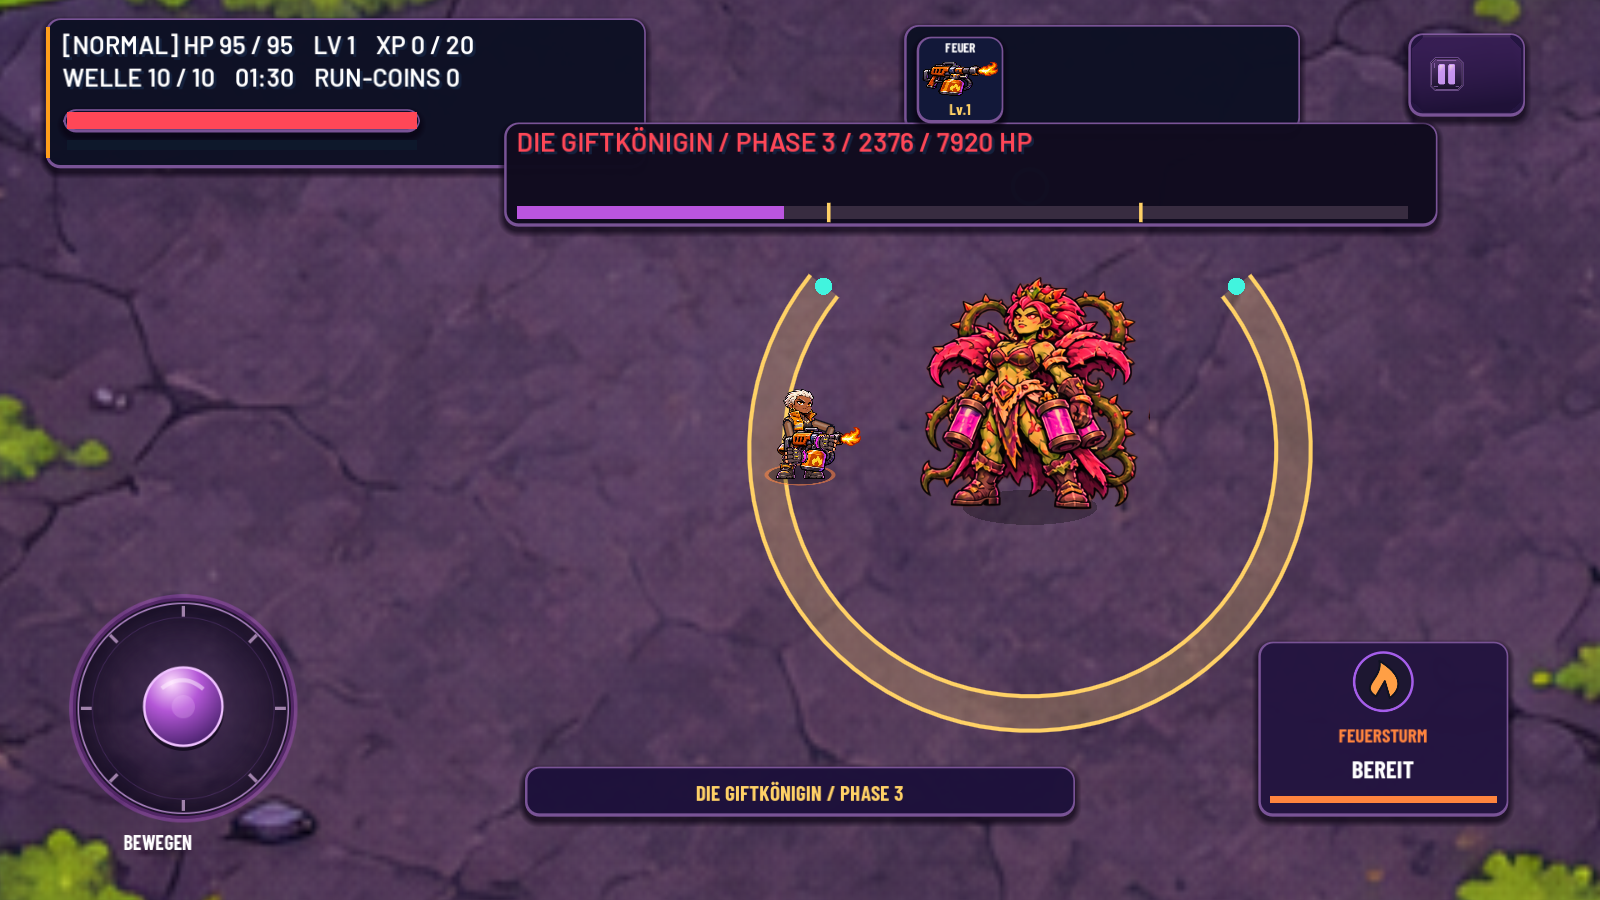 [NORMAL] HP 95 / 95 LV 1 XP 0 / 20
WELLE 10 / 10 01:30 RUN-COINS 0
FEUER
Lv.1
DIE GIFTKÖNIGIN / PHASE 3 / 2376 / 7920 HP
FEUERSTURM
BEREIT
DIE GIFTKÖNIGIN / PHASE 3
BEWEGEN